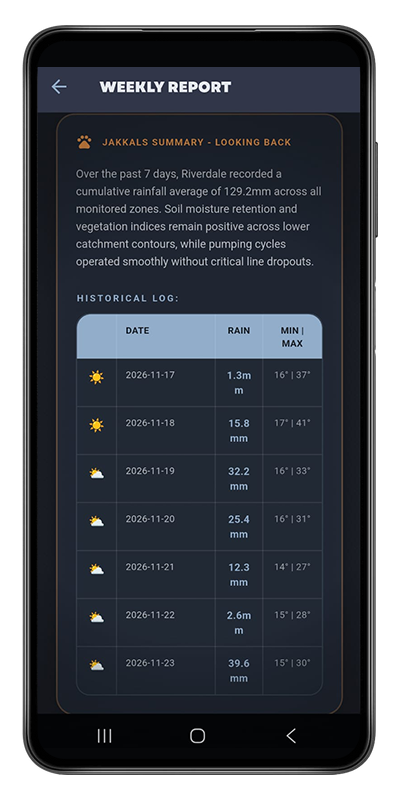 WEEKLY REPORT
JAKKALS SUMMARY - LOOKING BACK
Over the past 7 days, Riverdale recorded a
cumulative rainfall average of 129.2mm across all
monitored zones. Soil moisture retention and
vegetation indices remain positive across lower
catchment contours, while pumping cycles
operated smoothly without critical line dropouts.
HISTORICAL LOG:
DATE RAIN MIN |
MAX
2026-11-17 1.3m 16° | 37°
m
2026-11-18 15.8 17° | 41°
mm
2026-11-19 32.2 16° | 33°
mm
2026-11-20 25.4 16° | 31°
mm
2026-11-21 12.3 14° | 27°
mm
2026-11-22 2.6m 15° | 28°
m
2026-11-23 39.6 15° | 30°
mm